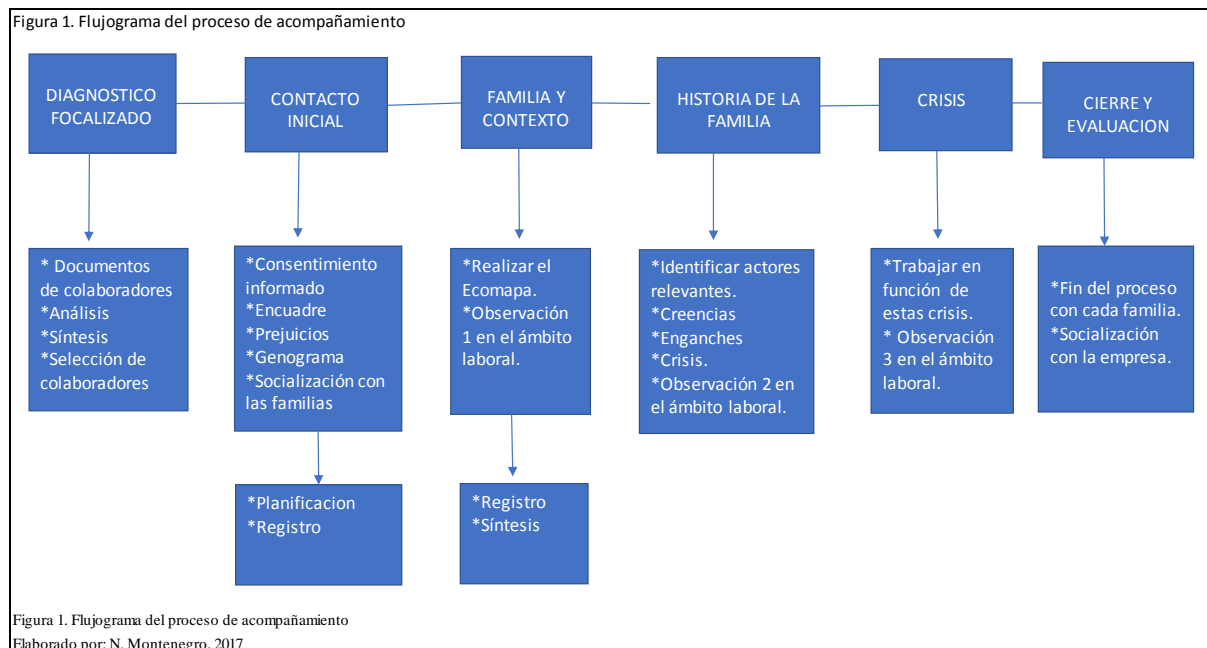 Figura 1. Flujograma del proceso de acompañamiento
DIAGNOSTICO
FOCALIZADO
CONTACTO
INICIAL
FAMILIA Y
CONTEXTO
HISTORIA DE LA
FAMILIA
CRISIS
CIERRE Y
EVALUACION
* Documentos
de colaboradores
*Análisis
*Síntesis
*Selección de
colaboradores
*Consentimiento
informado
*Encuadre
*Prejuicios
*Genograma
*Socialización con
las familias
*Realizar el
Ecomapa.
*Observación
1 en el ámbito
laboral.
*Identificar actores
relevantes.
*Creencias
*Enganches
*Crisis.
*Observación 2 en
el ámbito laboral.
*Trabajar en
función de
estas crisis.
* Observación
3 en el ámbito
laboral.
*Fin del proceso
con cada familia.
*Socialización
con la empresa.
*Planificacion
*Registro
*Registro
*Síntesis
Figura 1. Flujograma del proceso de acompañamiento
Elaborado por: N. Montenegro, 2017